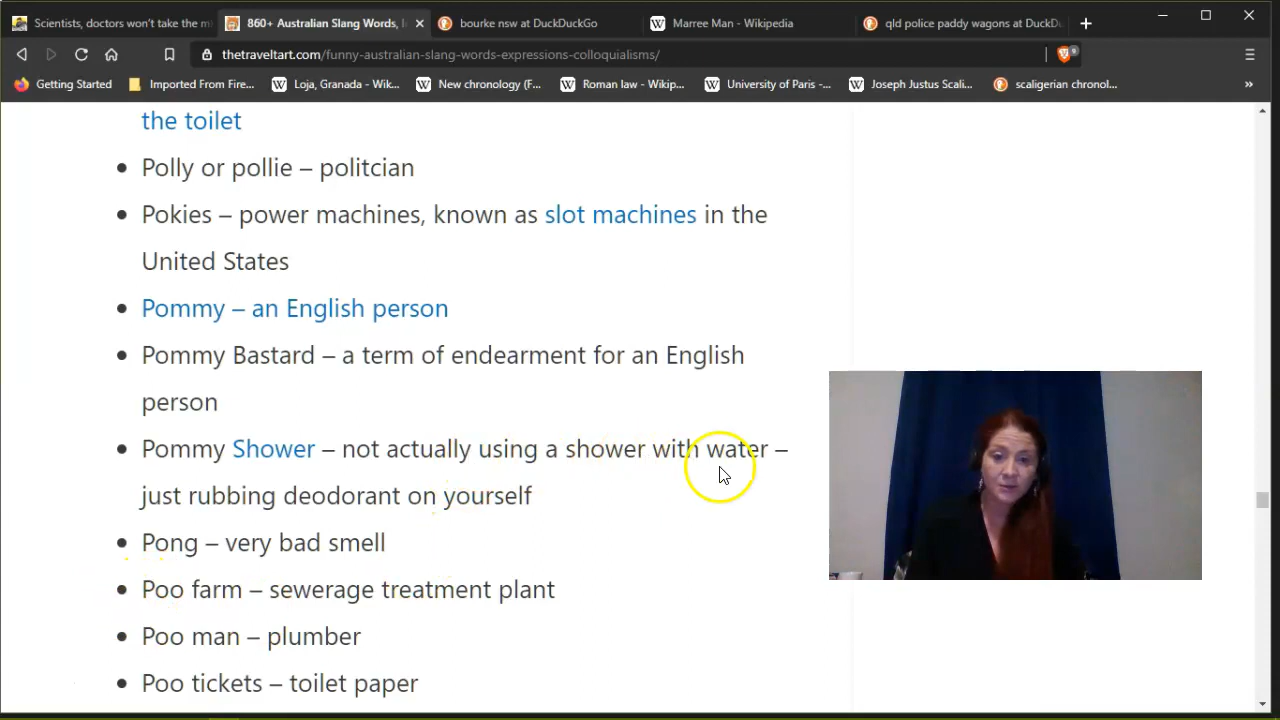 Scientists, doctors won't take the m
860+ Australian Slang Words, I
bourke nsw at DuckDuckGo
Marree Man - Wikipedia
qld police paddy wagons at DuckDu
thetraveltart.com/funny-australian-slang-words-expressions-colloquialisms/
9
Getting Started
Imported From Fire...
Loja, Granada - Wik...
New chronology (F...
Roman law - Wikip...
University of Paris -...
Joseph Justus Scali...
scaligerian chronol...
the toilet
Polly or pollie – politcian
Pokies – power machines, known as slot machines in the
United States
Pommy – an English person
Pommy Bastard – a term of endearment for an English
person
Pommy Shower – not actually using a shower with water –
just rubbing deodorant on yourself
Pong – very bad smell
Poo farm – sewerage treatment plant
Poo man – plumber
Poo tickets – toilet paper